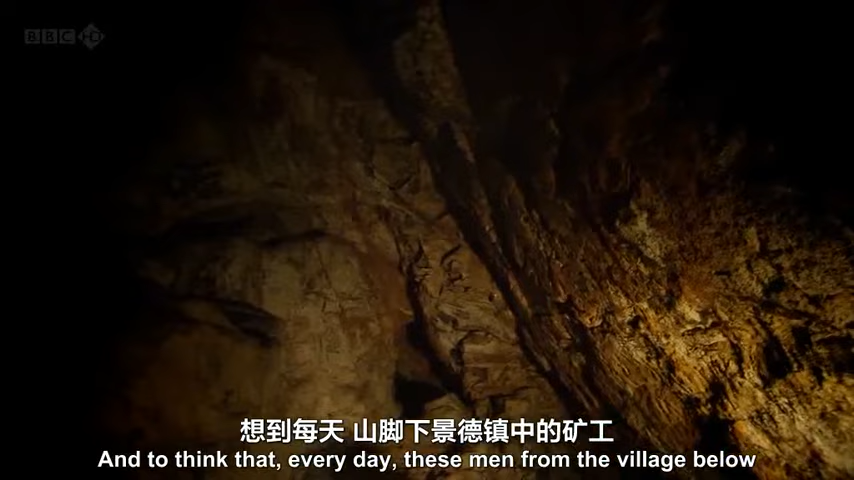 BBC HD
想到每天 山脚下景德镇中的矿工
And to think that, every day, these men from the village below